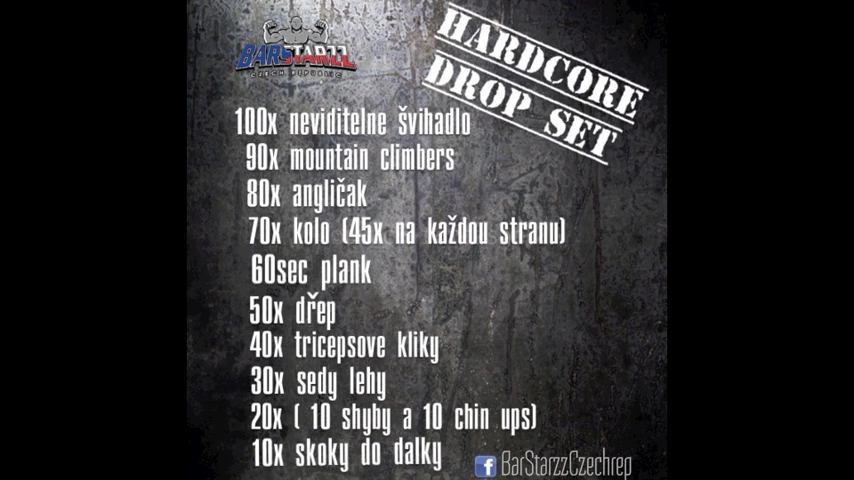 BARSTARZZ
CZECH REPUBLIC
HARDCORE
DROP SET
100x neviditelne švihadlo
90x mountain climbers
80x angličak
70x kolo (45x na každou stranu)
60sec plank
50x dřep
40x tricepsove kliky
30x sedy lehy
20x ( 10 shyby a 10 chin ups)
10x skoky do dalky
f BarStarzzCzechrep